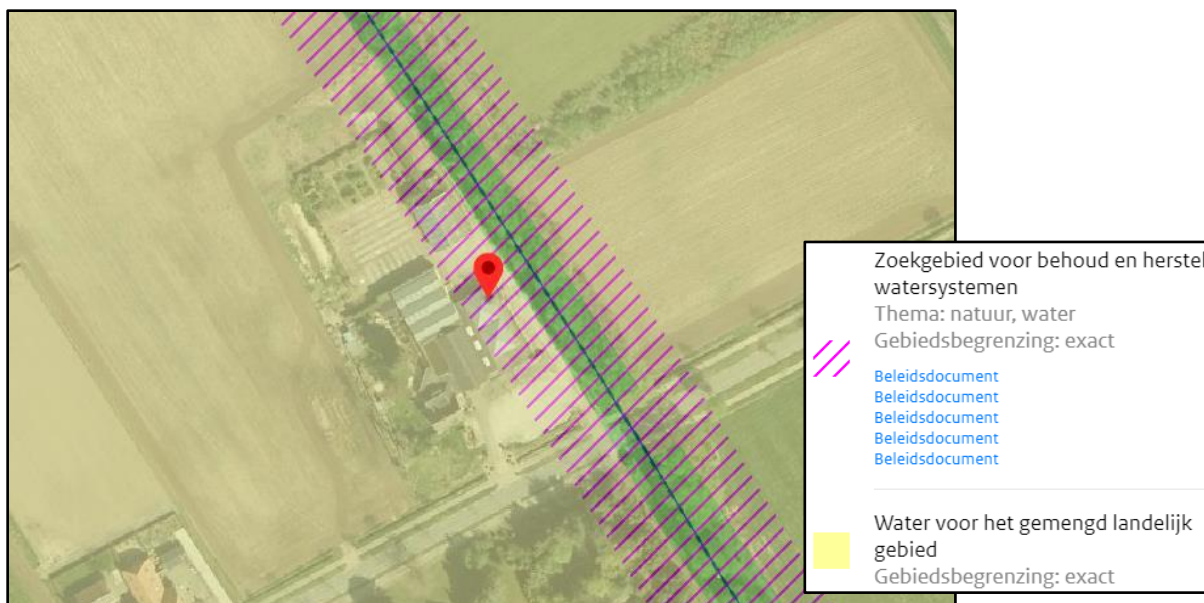 Zoekgebied voor behoud en herstel
watersystemen
Thema: natuur, water
Gebiedsbegrenzing: exact
Beleidsdocument
Beleidsdocument
Beleidsdocument
Beleidsdocument
Beleidsdocument
Water voor het gemengd landelijk
gebied
Gebiedsbegrenzing: exact